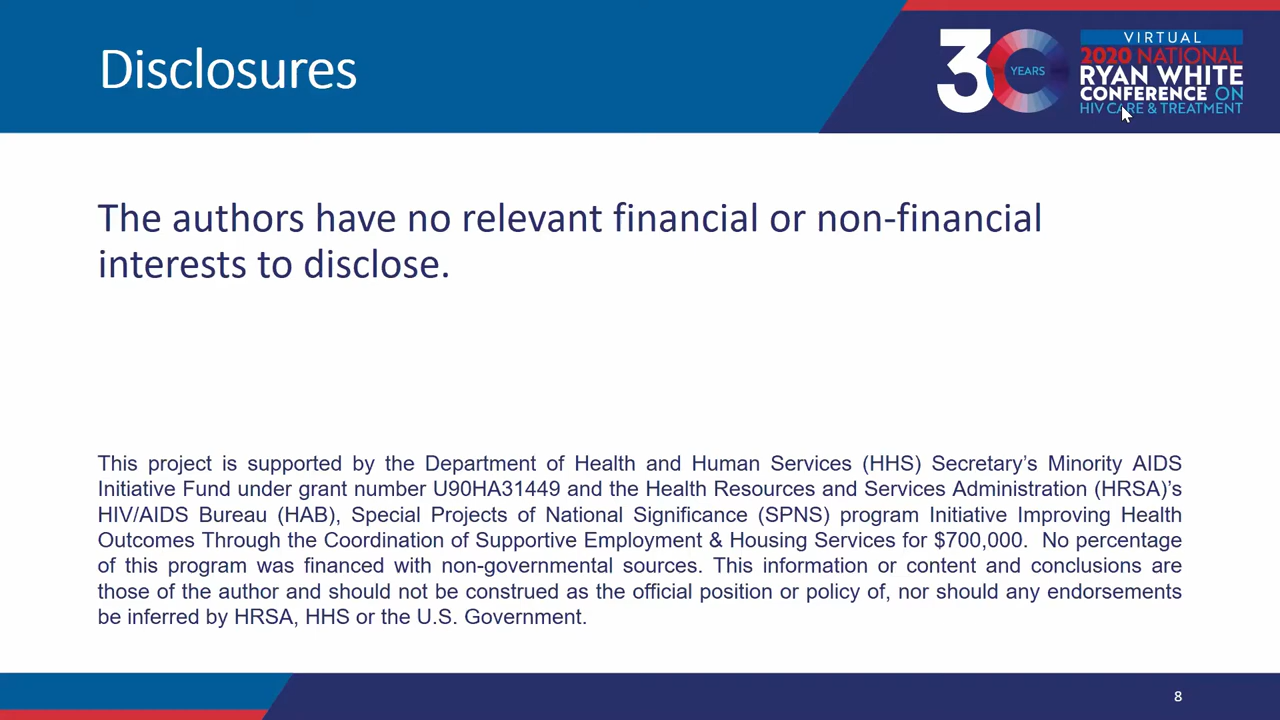 Disclosures
30 YEARS
VIRTUAL
2020 NATIONAL
RYAN WHITE
CONFERENCE ON
HIV CARE & TREATMENT
The authors have no relevant financial or non-financial
interests to disclose.
This project is supported by the Department of Health and Human Services (HHS) Secretary’s Minority AIDS
Initiative Fund under grant number U90HA31449 and the Health Resources and Services Administration (HRSA)’s
HIV/AIDS Bureau (HAB), Special Projects of National Significance (SPNS) program Initiative Improving Health
Outcomes Through the Coordination of Supportive Employment & Housing Services for $700,000. No percentage
of this program was financed with non-governmental sources. This information or content and conclusions are
those of the author and should not be construed as the official position or policy of, nor should any endorsements
be inferred by HRSA, HHS or the U.S. Government.
8